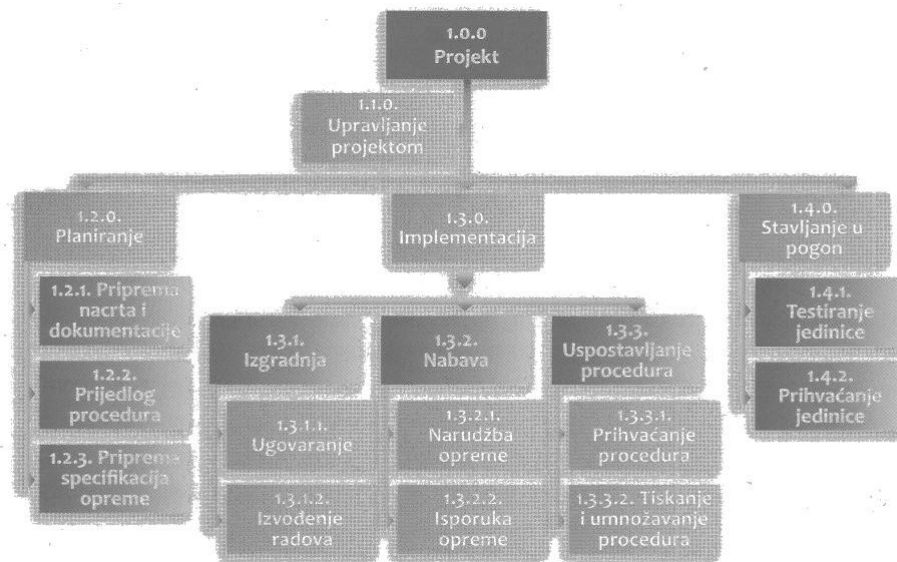 1.0.0
Projekt
1.1.0.
Upravljanje
projektom
1.2.0.
Planiranje
1.3.0.
Implementacija
1.4.0.
Stavljanje u
pogon
1.2.1. Priprema
nacrta i
dokumentacije
1.2.2.
Prijedlog
procedura
1.2.3. Priprema
specifikacija
opreme
1.3.1.
Izgradnja
1.3.1.1.
Ugovaranje
1.3.1.2.
Izvođenje
radova
1.3.2.
Nabava
1.3.2.1.
Narudžba
opreme
1.3.2.2.
Isporuka
opreme
1.3.3.
Uspostavljanje
procedura
1.3.3.1.
Prihvaćanje
procedura
1.3.3.2. Tiskanje
i umnožavanje
procedura
1.4.1.
Testiranje
jedinice
1.4.2.
Prihvaćanje
jedinice